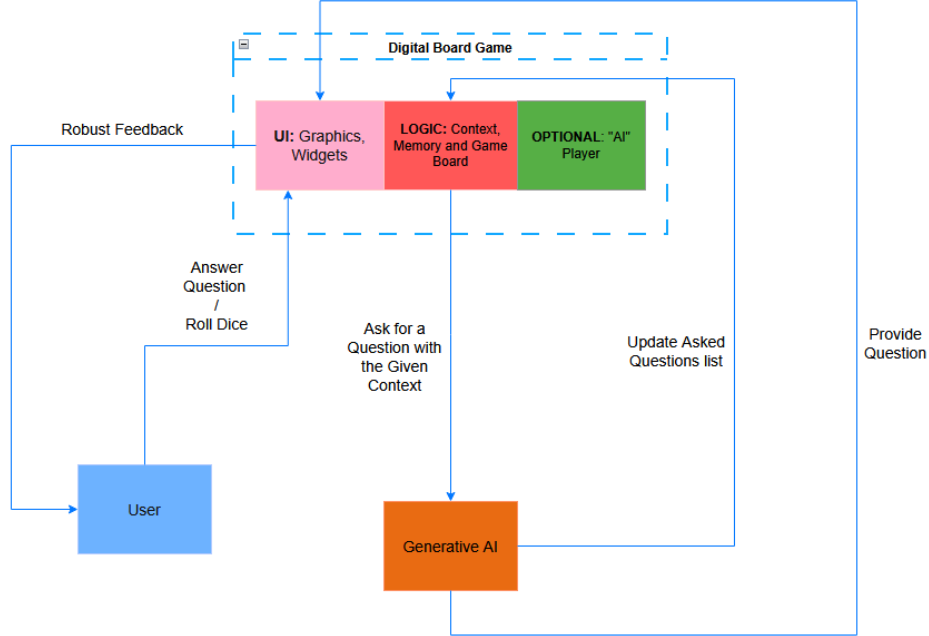 Digital Board Game
UI: Graphics,
Widgets
LOGIC: Context,
Memory and Game
Board
OPTIONAL: "AI"
Player
Robust Feedback
Answer
Question
/
Roll Dice
Ask for a
Question with
the Given
Context
Update Asked
Questions list
Provide
Question
User
Generative AI